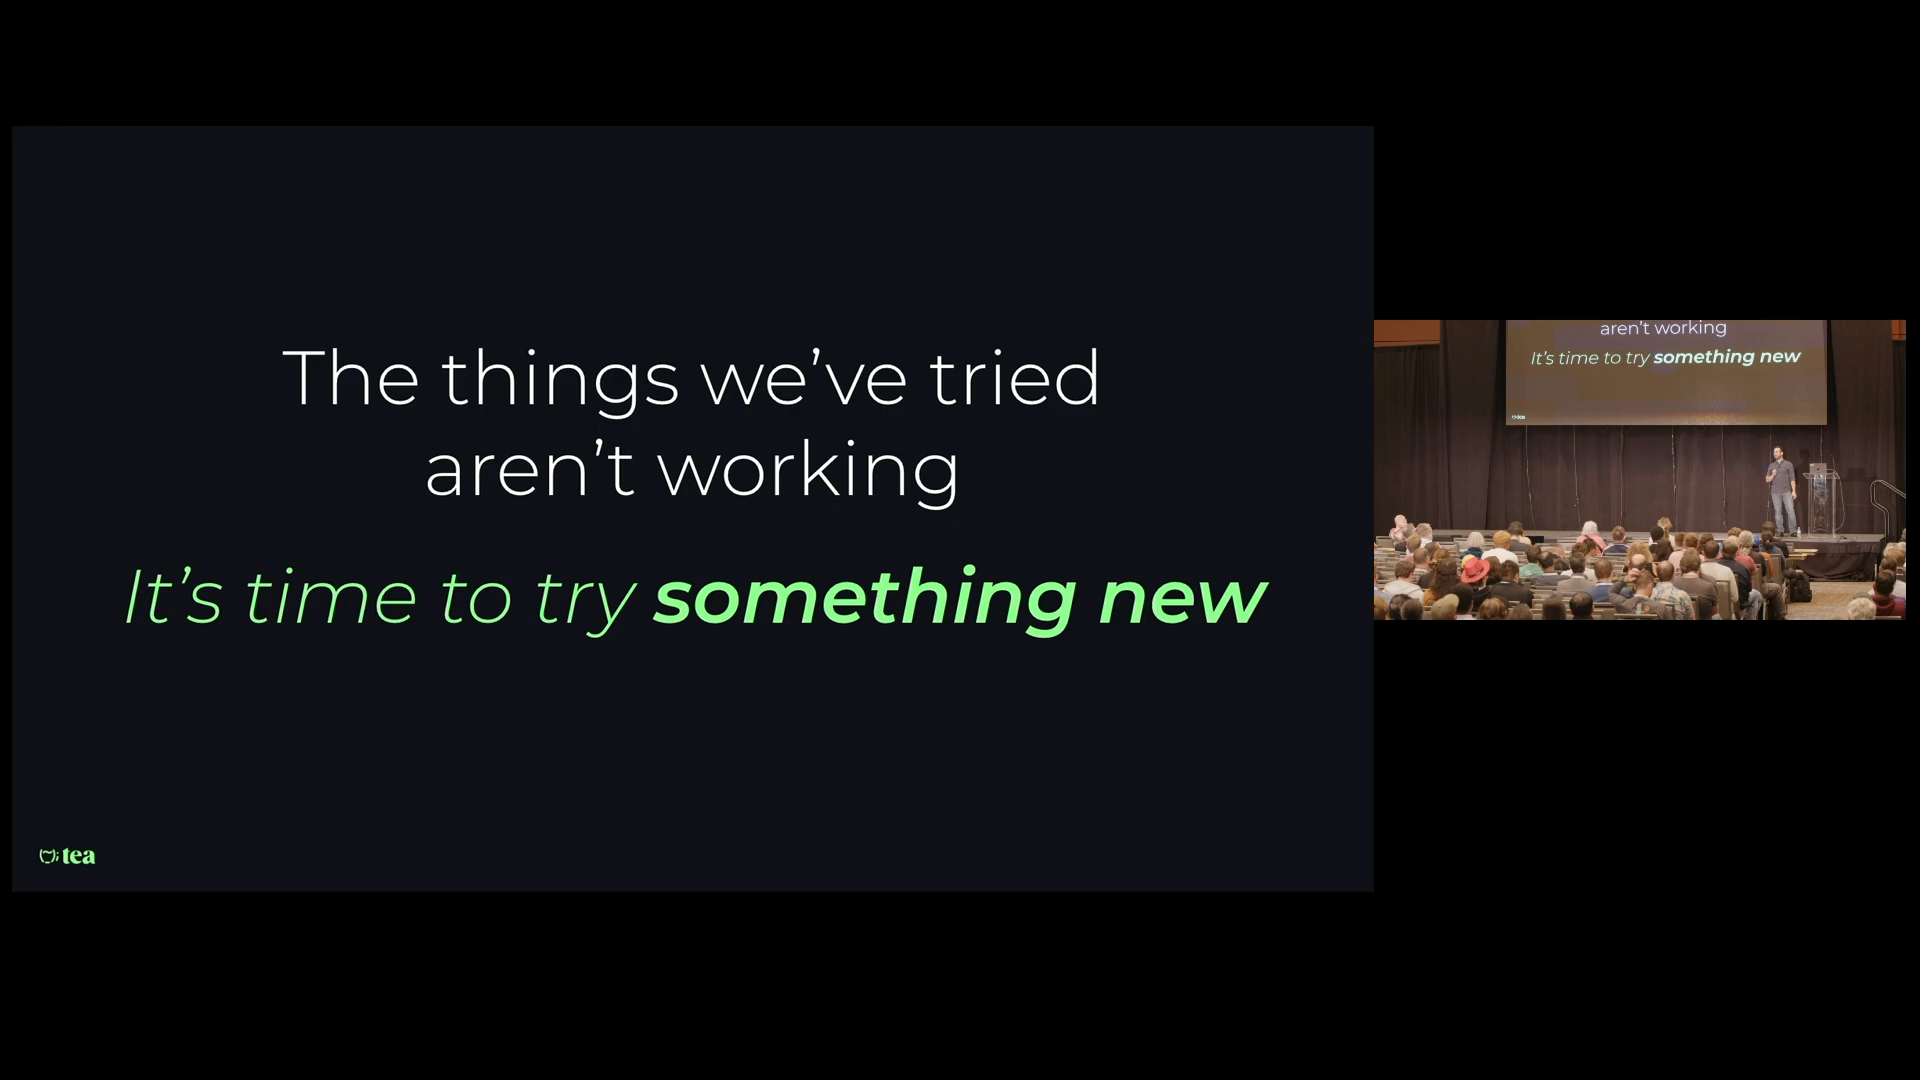 The things we’ve tried
aren’t working
It’s time to try something new
tea
aren’t working
It’s time to try something new
tea